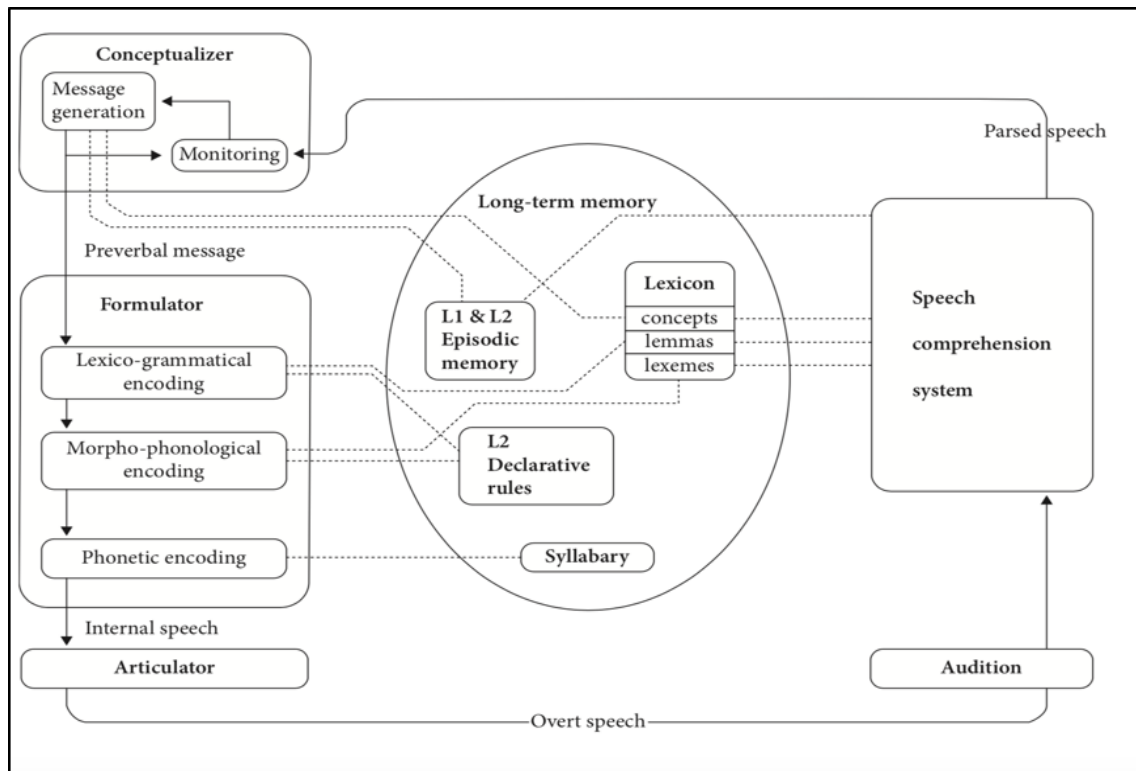 Conceptualizer
Message
generation
Monitoring
Parsed speech
Long-term memory
Preverbal message
Formulator
Lexico-grammatical
encoding
Morpho-phonological
encoding
Phonetic encoding
Internal speech
Articulator
L1 & L2
Episodic
memory
Lexicon
concepts
lemmas
lexemes
L2
Declarative
rules
Syllabary
Speech
comprehension
system
Audition
Overt speech